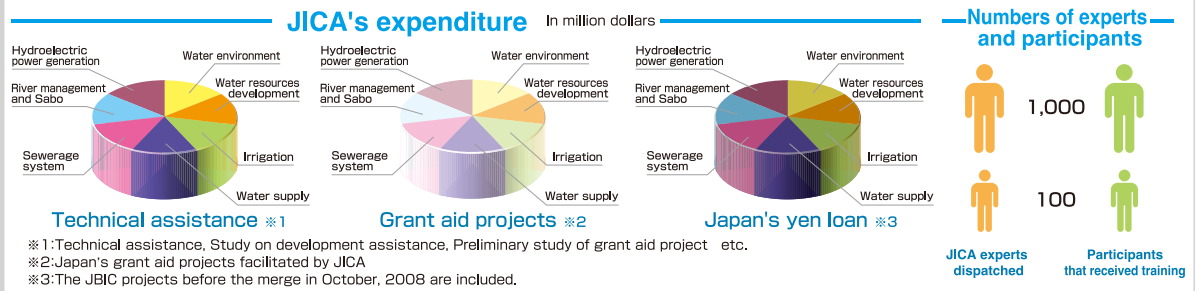 JICA's expenditure In million dollars
Hydroelectric
power generation
Water environment
River management
and Sabo
Water resources
development
Sewerage
system
Irrigation
Water supply
Technical assistance ※1
Hydroelectric
power generation
Water environment
River management
and Sabo
Water resources
development
Sewerage
system
Irrigation
Water supply
Grant aid projects ※2
Hydroelectric
power generation
Water environment
River management
and Sabo
Water resources
development
Sewerage
system
Irrigation
Water supply
Japan's yen loan ※3
※1:Technical assistance, Study on development assistance, Preliminary study of grant aid project etc.
※2:Japan's grant aid projects facilitated by JICA
※3:The JBIC projects before the merge in October, 2008 are included.
Numbers of experts
and participants
1,000
100
JICA experts
dispatched
Participants
that received training